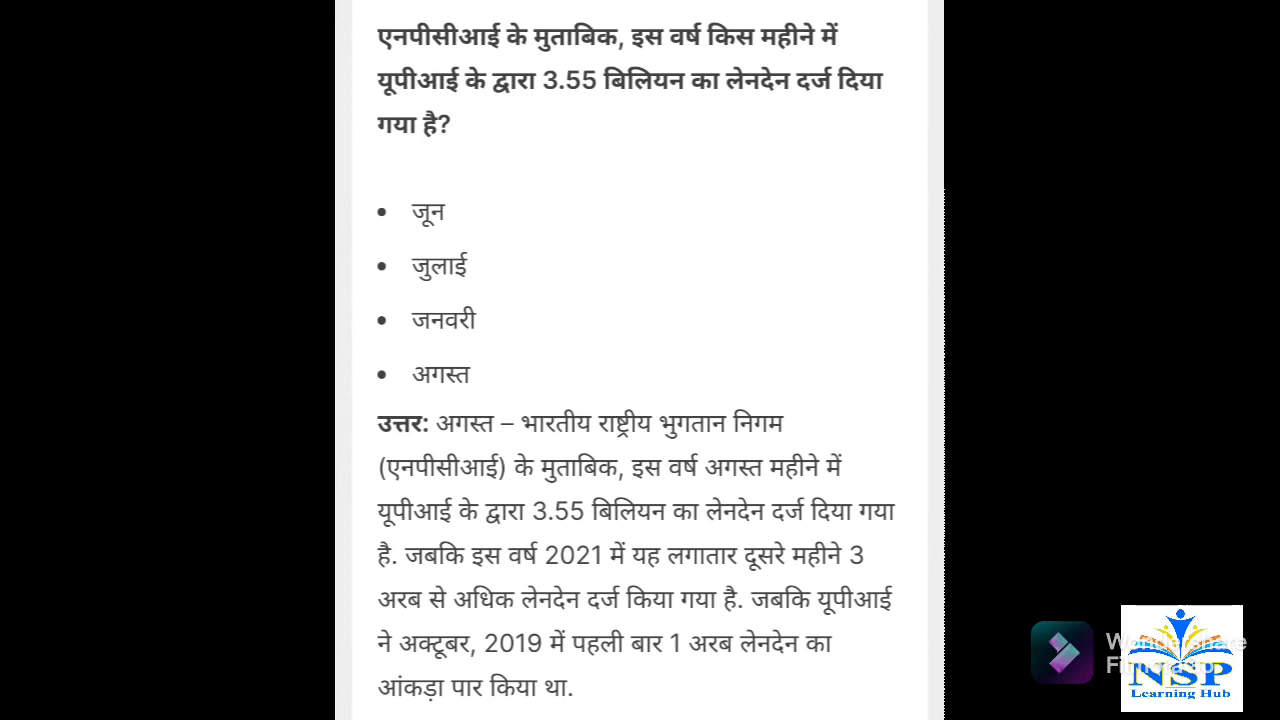 एनपीसीआई के मुताबिक, इस वर्ष किस महीने में
यूपीआई के द्वारा 3.55 बिलियन का लेनदेन दर्ज दिया
गया है?
• जून
• जुलाई
• जनवरी
• अगस्त
उत्तर: अगस्त – भारतीय राष्ट्रीय भुगतान निगम
(एनपीसीआई) के मुताबिक, इस वर्ष अगस्त महीने में
यूपीआई के द्वारा 3.55 बिलियन का लेनदेन दर्ज दिया गया
है. जबकि इस वर्ष 2021 में यह लगातार दूसरे महीने 3
अरब से अधिक लेनदेन दर्ज किया गया है. जबकि यूपीआई
ने अक्टूबर, 2019 में पहली बार 1 अरब लेनदेन का
आंकड़ा पार किया था.
Wondershare
NSP
Learning Hub